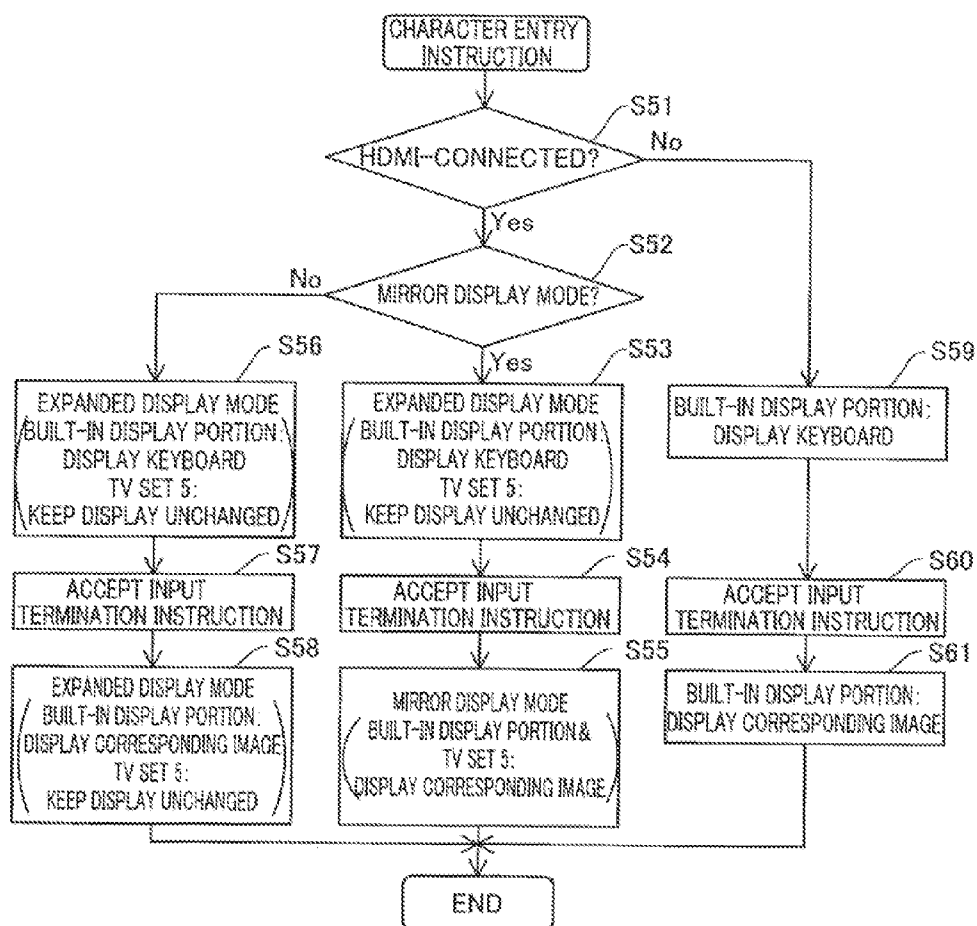 CHARACTER ENTRY
INSTRUCTION
S51
HDMI-CONNECTED?
No
Yes
S52
No
MIRROR DISPLAY MODE?
Yes
S56
EXPANDED DISPLAY MODE
(BUILT-IN DISPLAY PORTION:
DISPLAY KEYBOARD
TV SET 5:
KEEP DISPLAY UNCHANGED)
S53
EXPANDED DISPLAY MODE
(BUILT-IN DISPLAY PORTION:
DISPLAY KEYBOARD
TV SET 5:
KEEP DISPLAY UNCHANGED)
S59
BUILT-IN DISPLAY PORTION:
DISPLAY KEYBOARD
S57
ACCEPT INPUT
TERMINATION INSTRUCTION
S54
ACCEPT INPUT
TERMINATION INSTRUCTION
S60
ACCEPT INPUT
TERMINATION INSTRUCTION
S58
EXPANDED DISPLAY MODE
(BUILT-IN DISPLAY PORTION:
DISPLAY CORRESPONDING IMAGE
TV SET 5:
KEEP DISPLAY UNCHANGED)
S55
MIRROR DISPLAY MODE
(BUILT-IN DISPLAY PORTION &
TV SET 5:
DISPLAY CORRESPONDING IMAGE)
S61
BUILT-IN DISPLAY PORTION:
DISPLAY CORRESPONDING IMAGE
END